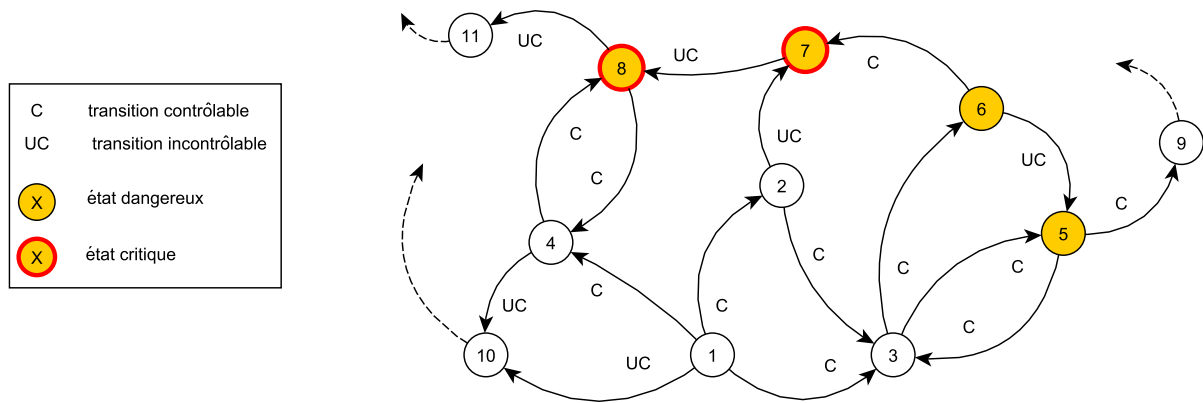 C transition contrôlable
UC transition incontrôlable
X état dangereux
X état critique
11
UC
8
UC
7
C
6
UC
9
C
C
UC
2
C
5
4
C
C
C
C
UC
C
C
10
UC
1
C
3